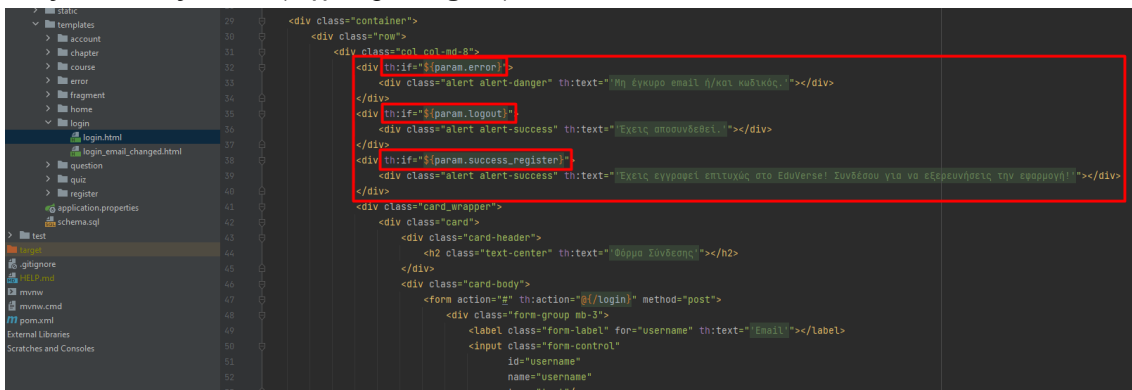 static
templates
account
chapter
course
error
fragment
home
login
login.html
login_email_changed.html
question
quiz
register
application.properties
schema.sql
test
target
.gitignore
HELP.md
mvnw
mvnw.cmd
pom.xml
External Libraries
Scratches and Consoles
29 <div class="container">
30 <div class="row">
31 <div class="col col-md-8">
32 <div th:if="${param.error}">
33 <div class="alert alert-danger" th:text="'Μη έγκυρο email ή/και κωδικός.'"></div>
34 </div>
35 <div th:if="${param.logout}">
36 <div class="alert alert-success" th:text="'Έχεις αποσυνδεθεί.'"></div>
37 </div>
38 <div th:if="${param.success_register}">
39 <div class="alert alert-success" th:text="'Έχεις εγγραφεί επιτυχώς στο EduVerse! Συνδέσου για να εξερευνήσεις την εφαρμογή!'"></div>
40 </div>
41 <div class="card_wrapper">
42 <div class="card">
43 <div class="card-header">
44 <h2 class="text-center" th:text="'Φόρμα Σύνδεσης'"></h2>
45 </div>
46 <div class="card-body">
47 <form action="#" th:action="@{/login}" method="post">
48 <div class="form-group mb-3">
49 <label class="form-label" for="username" th:text="'Email'"></label>
50 <input class="form-control"
51 id="username"
52 name="username"